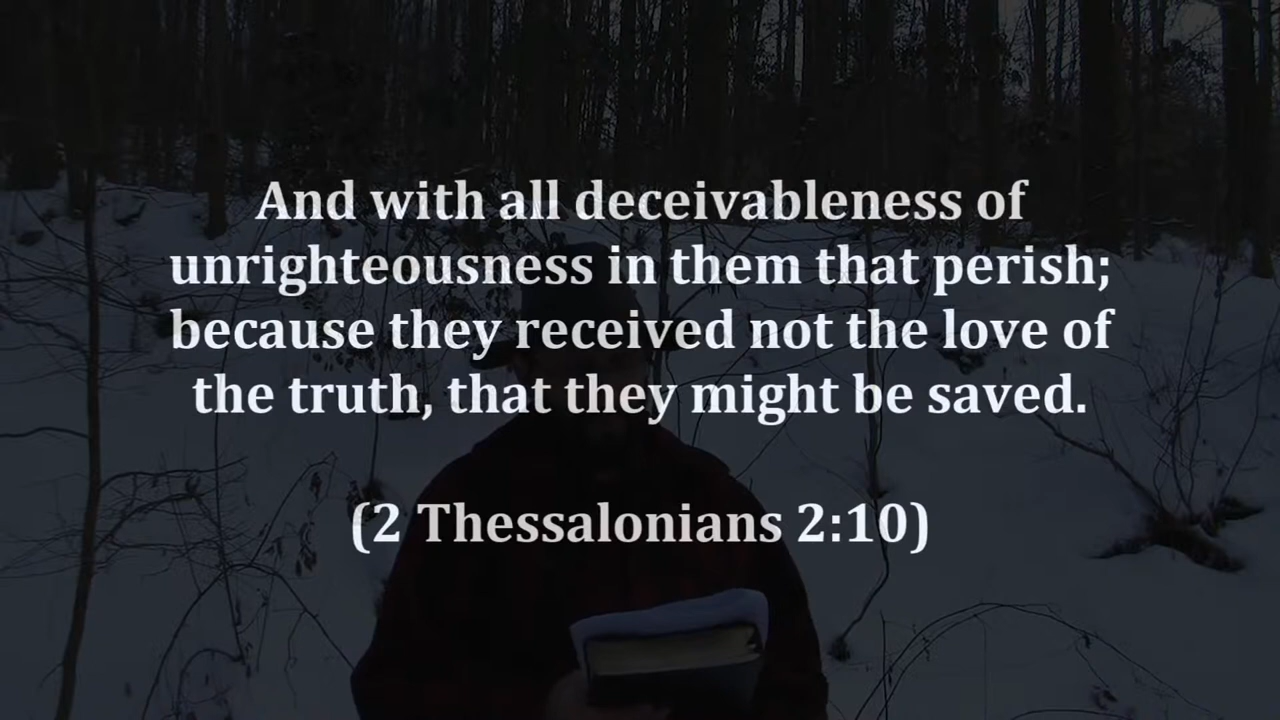 And with all deceivableness of
unrighteousness in them that perish;
because they received not the love of
the truth, that they might be saved.
(2 Thessalonians 2:10)